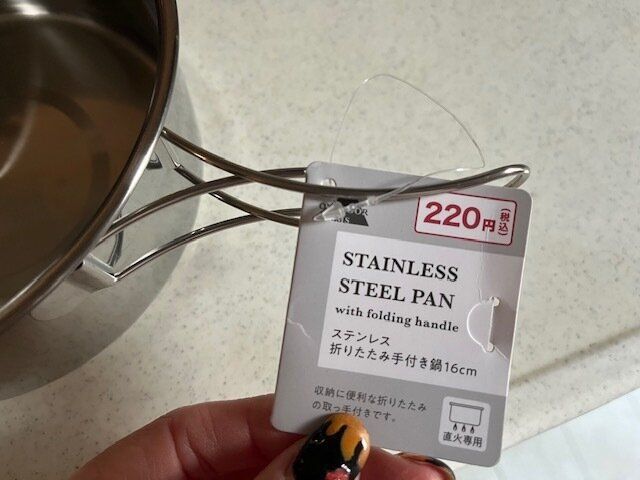 220円(税込)
STAINLESS
STEEL PAN
with folding handle
ステンレス
折りたたみ手付き鍋16cm
収納に便利な折りたたみ
の取っ手付きです。
直火専用